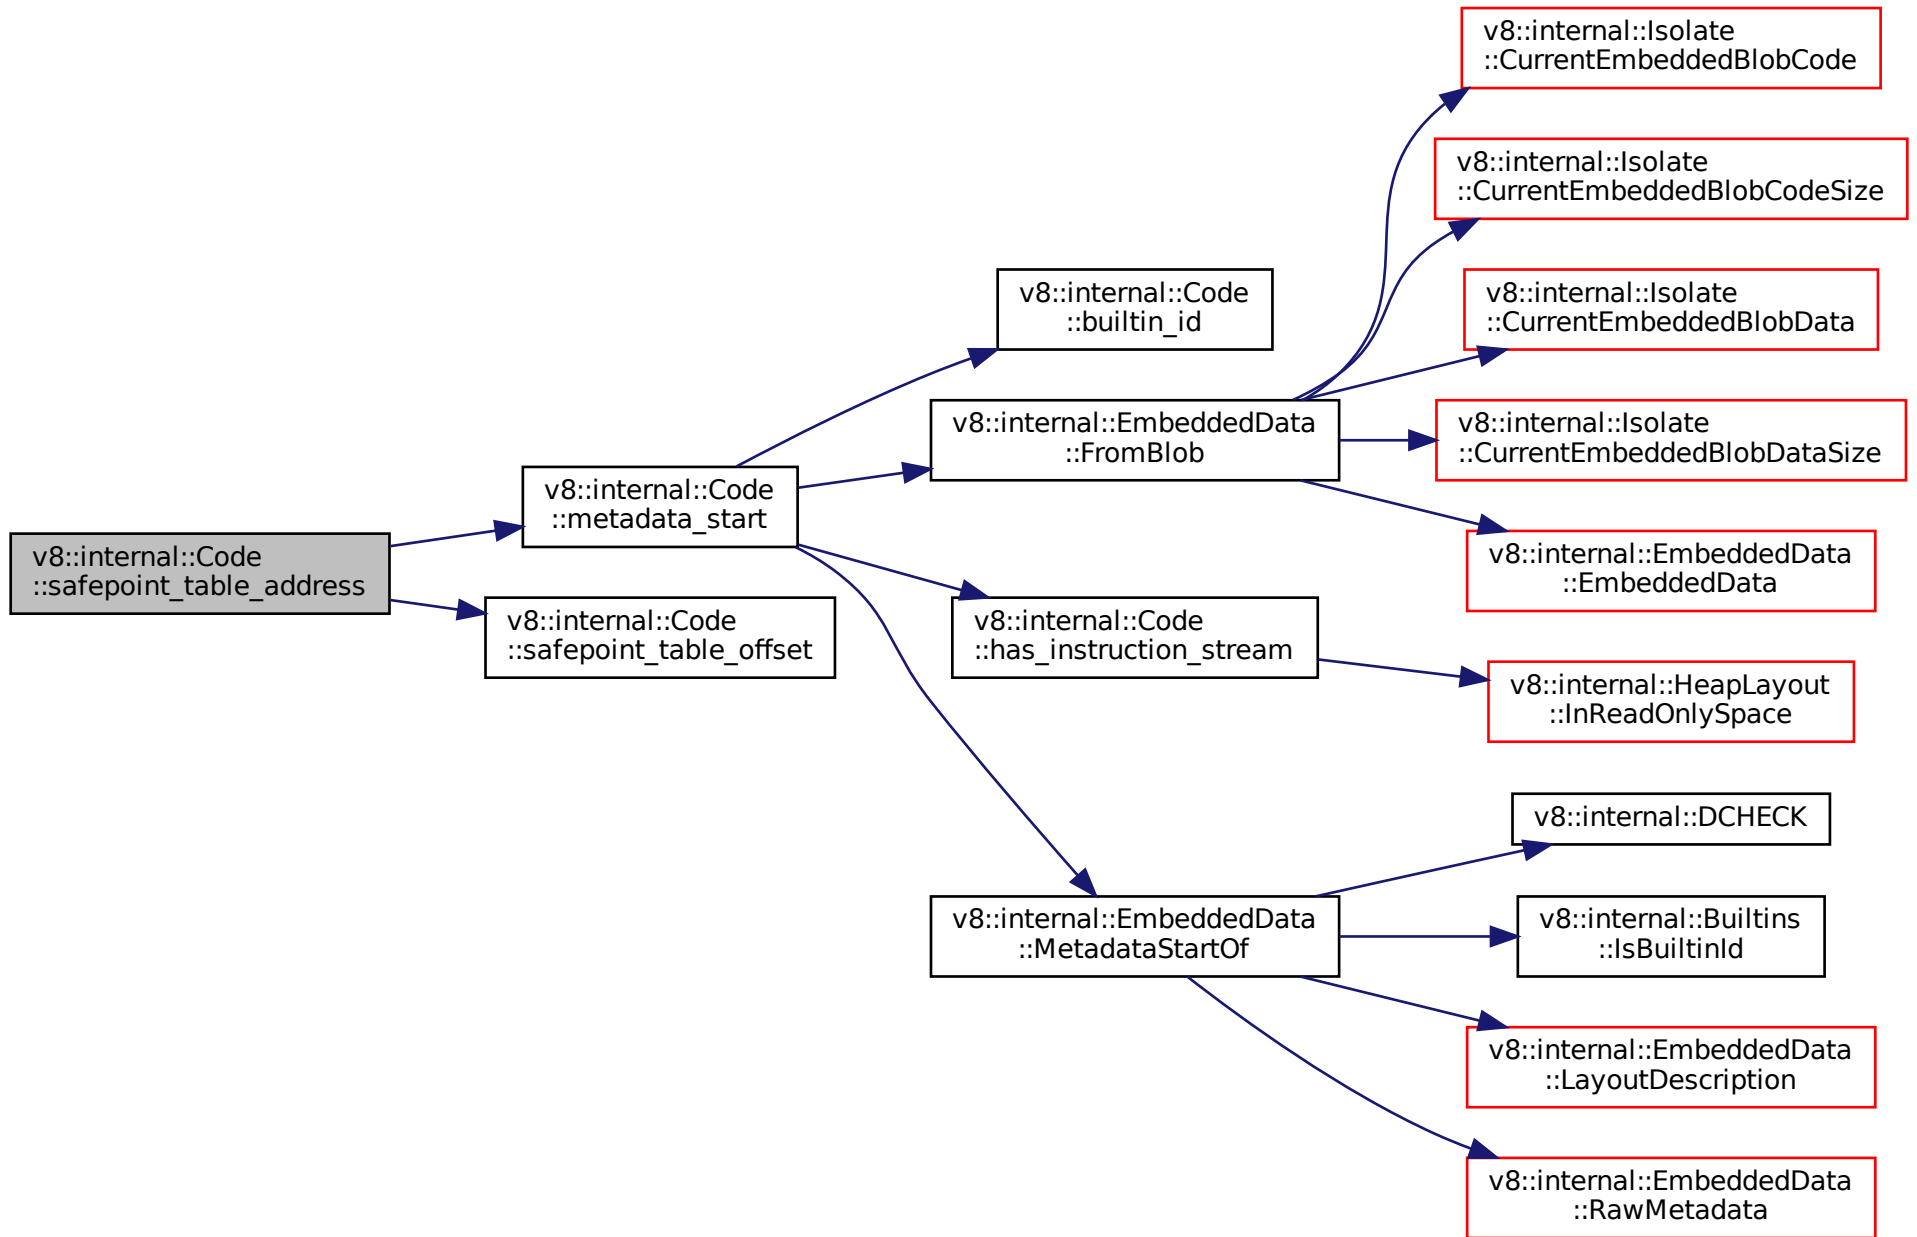 v8::internal::Isolate
::CurrentEmbeddedBlobCode
v8::internal::Isolate
::CurrentEmbeddedBlobCodeSize
v8::internal::Code
::builtin_id
v8::internal::Isolate
::CurrentEmbeddedBlobData
v8::internal::EmbeddedData
::FromBlob
v8::internal::Isolate
::CurrentEmbeddedBlobDataSize
v8::internal::Code
::metadata_start
v8::internal::Code
::safepoint_table_address
v8::internal::EmbeddedData
::EmbeddedData
v8::internal::Code
::safepoint_table_offset
v8::internal::Code
::has_instruction_stream
v8::internal::HeapLayout
::InReadOnlySpace
v8::internal::DCHECK
v8::internal::EmbeddedData
::MetadataStartOf
v8::internal::Builtins
::IsBuiltinId
v8::internal::EmbeddedData
::LayoutDescription
v8::internal::EmbeddedData
::RawMetadata